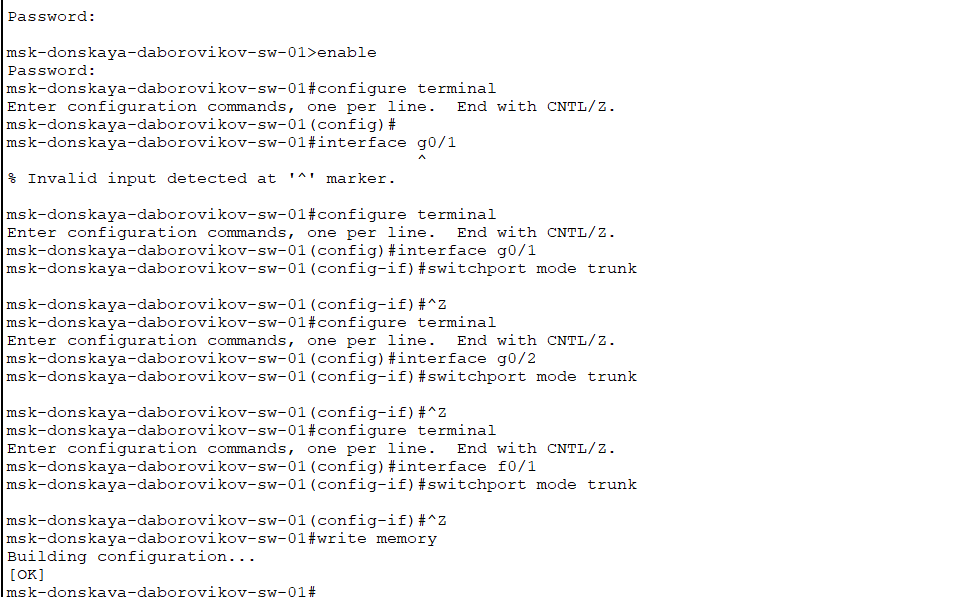 Password:
msk-donskaya-daborovikov-sw-01>enable
Password:
msk-donskaya-daborovikov-sw-01#configure terminal
Enter configuration commands, one per line.  End with CNTL/Z.
msk-donskaya-daborovikov-sw-01(config)#
msk-donskaya-daborovikov-sw-01#interface g0/1
^
% Invalid input detected at '^' marker.
msk-donskaya-daborovikov-sw-01#configure terminal
Enter configuration commands, one per line.  End with CNTL/Z.
msk-donskaya-daborovikov-sw-01(config)#interface g0/1
msk-donskaya-daborovikov-sw-01(config-if)#switchport mode trunk
msk-donskaya-daborovikov-sw-01(config-if)#^Z
msk-donskaya-daborovikov-sw-01#configure terminal
Enter configuration commands, one per line.  End with CNTL/Z.
msk-donskaya-daborovikov-sw-01(config)#interface g0/2
msk-donskaya-daborovikov-sw-01(config-if)#switchport mode trunk
msk-donskaya-daborovikov-sw-01(config-if)#^Z
msk-donskaya-daborovikov-sw-01#configure terminal
Enter configuration commands, one per line.  End with CNTL/Z.
msk-donskaya-daborovikov-sw-01(config)#interface f0/1
msk-donskaya-daborovikov-sw-01(config-if)#switchport mode trunk
msk-donskaya-daborovikov-sw-01(config-if)#^Z
msk-donskaya-daborovikov-sw-01#write memory
Building configuration...
[OK]
msk-donskaya-daborovikov-sw-01#